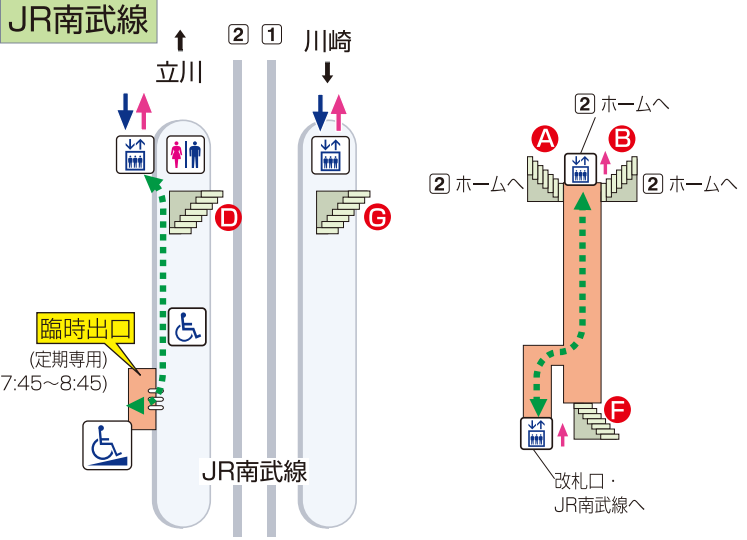 JR南武線
立川
2
1
川崎
D
G
臨時出口
(定期専用)
7:45〜8:45)
JR南武線
2 ホームへ
A
B
2 ホームへ
2 ホームへ
F
改札口・
JR南武線へ